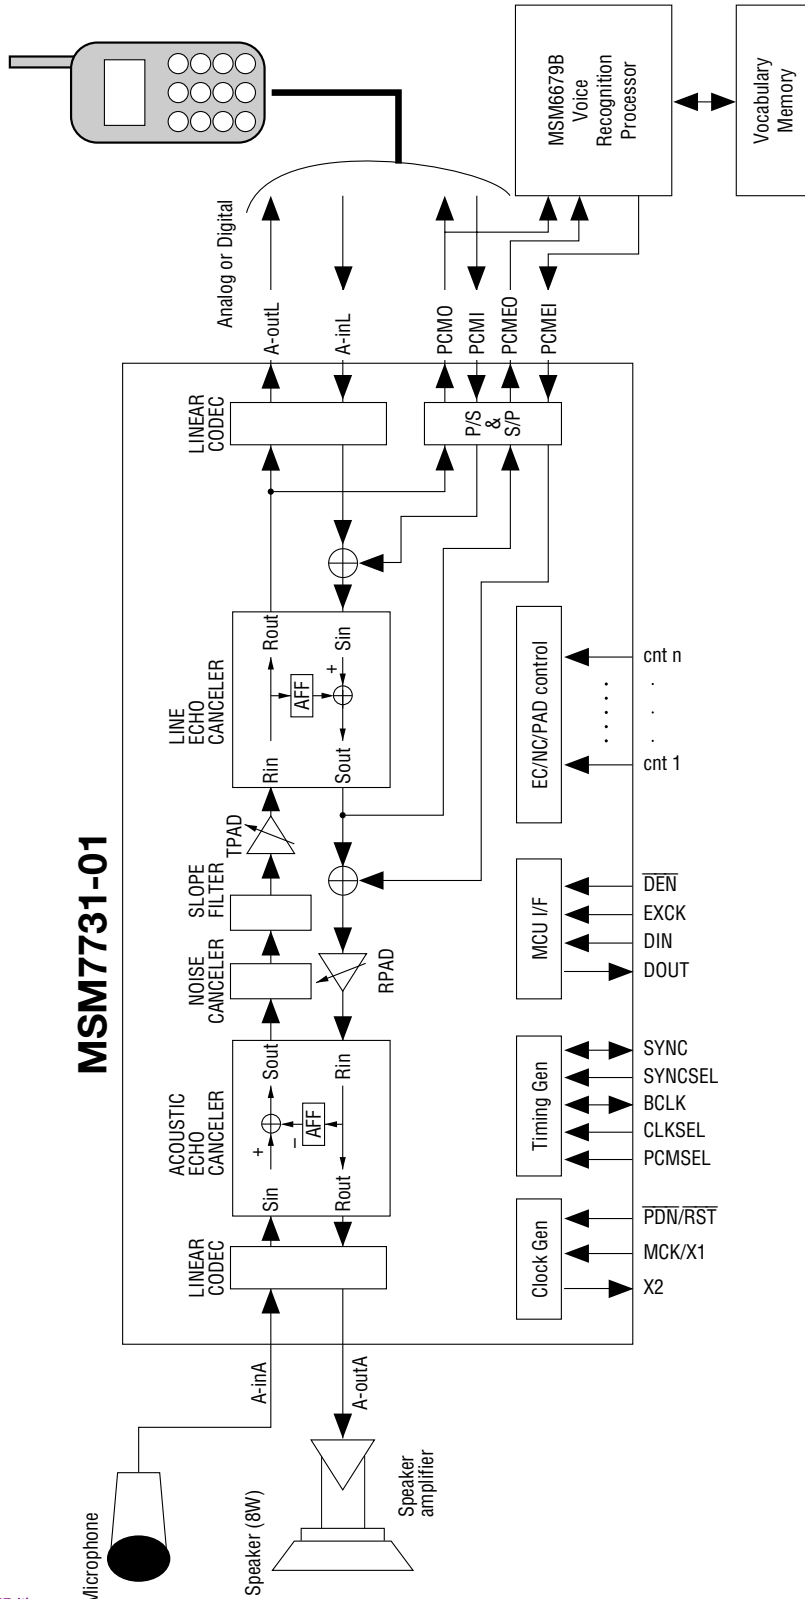 MSM7731-01
Microphone
A-inA
Speaker (8W)
Speaker
amplifier
A-outA
LINEAR
CODEC
ACOUSTIC
ECHO
CANCELER
Sin
Sout
+
–
AFF
Rout
Rin
NOISE
CANCELER
SLOPE
FILTER
TPAD
RPAD
LINE
ECHO
CANCELER
Rin
Rout
AFF
+
Sout
Sin
LINEAR
CODEC
A-outL
A-inL
Analog or Digital
P/S
&
S/P
PCMO
PCMI
PCMEO
PCMEI
MSM6679B
Voice
Recognition
Processor
Vocabulary
Memory
Clock Gen
X2
MCK/X1
PDN/RST
Timing Gen
PCMSEL
CLKSEL
BCLK
SYNCSEL
SYNC
MCU I/F
DOUT
DIN
EXCK
DEN
EC/NC/PAD control
cnt 1
cnt n